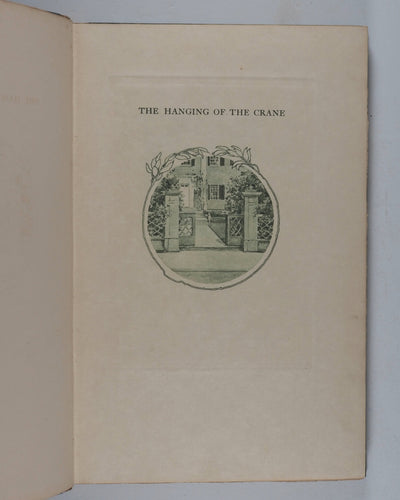 THE HANGING OF THE CRANE